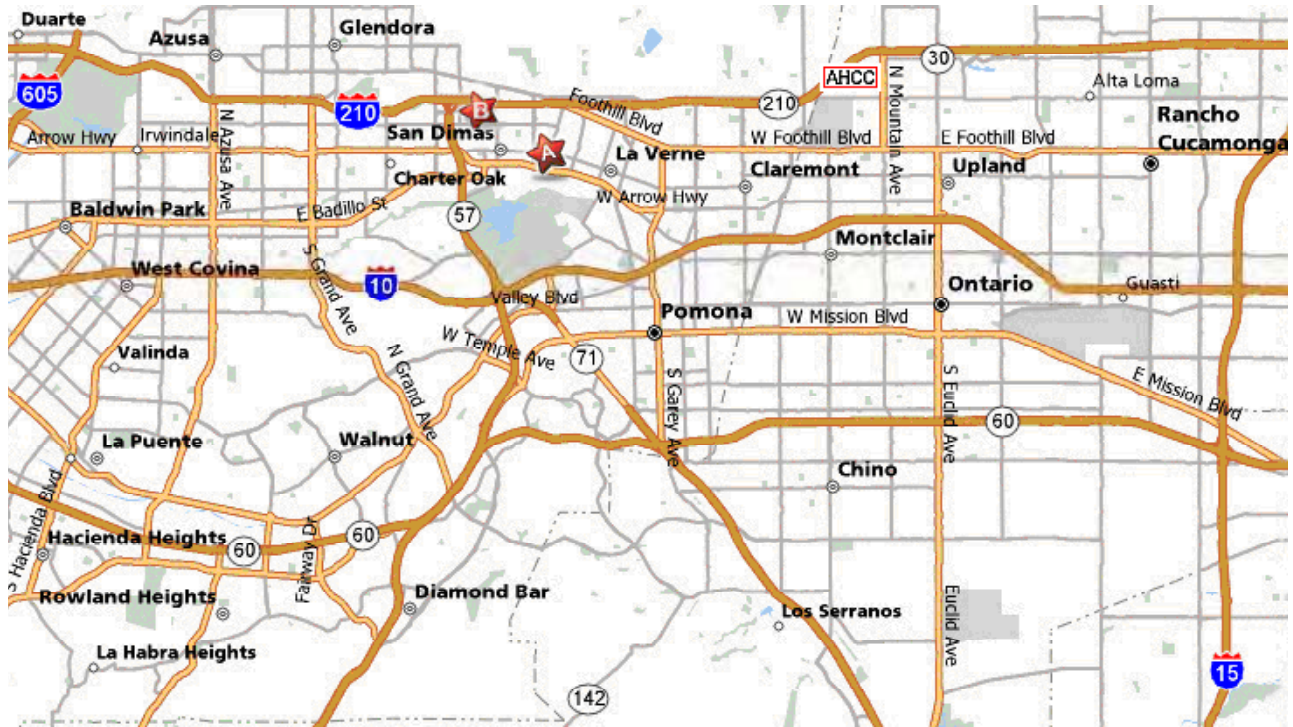 Duarte
Glendora
Azusa
30
AHCC
605
210
B
Foothill Blvd
210
N Mountain Ave
Alta Loma
Rancho
Cucamonga
Arrow Hwy
Irwindale
N Azusa Ave
San Dimas
A
La Verne
W Foothill Blvd
E Foothill Blvd
Charter Oak
Claremont
Upland
W Arrow Hwy
Baldwin Park
E Badillo St
57
Montclair
West Covina
S Grand Ave
10
Valley Blvd
Ontario
Guasti
Pomona
W Mission Blvd
Valinda
N Grand Ave
W Temple Ave
71
S Garey Ave
S Euclid Ave
E Mission Blvd
60
La Puente
Walnut
Chino
S Hacienda Blvd
Hacienda Heights
60
Fairway Dr
60
Rowland Heights
Diamond Bar
Los Serranos
Euclid Ave
La Habra Heights
15
142